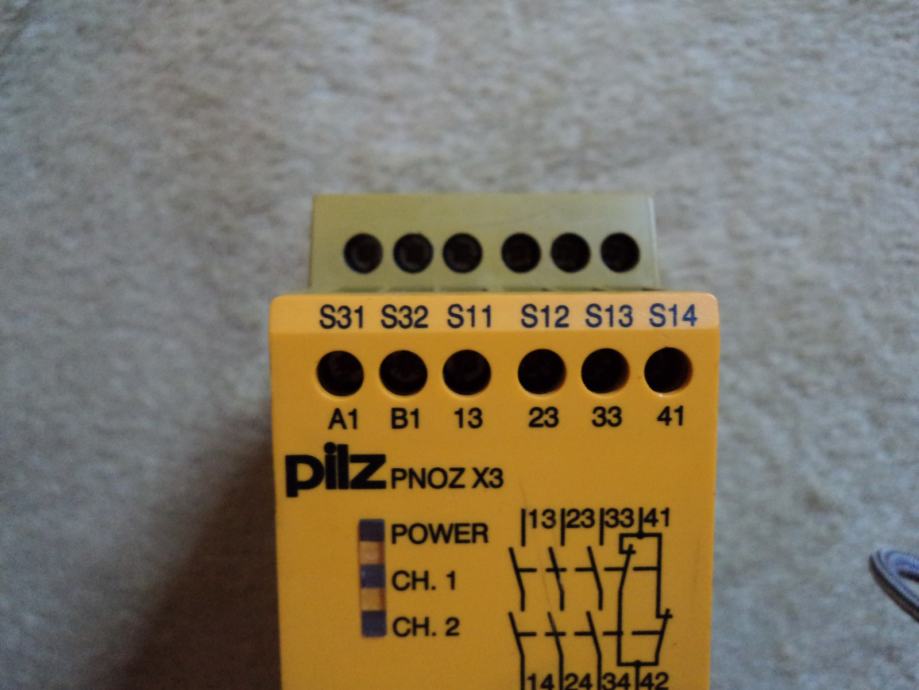 S31 S32 S11 S12 S13 S14
A1 B1 13 23 33 41
pilz PNOZ X3
13 23 33 41
POWER
CH. 1
CH. 2
14 24 34 42